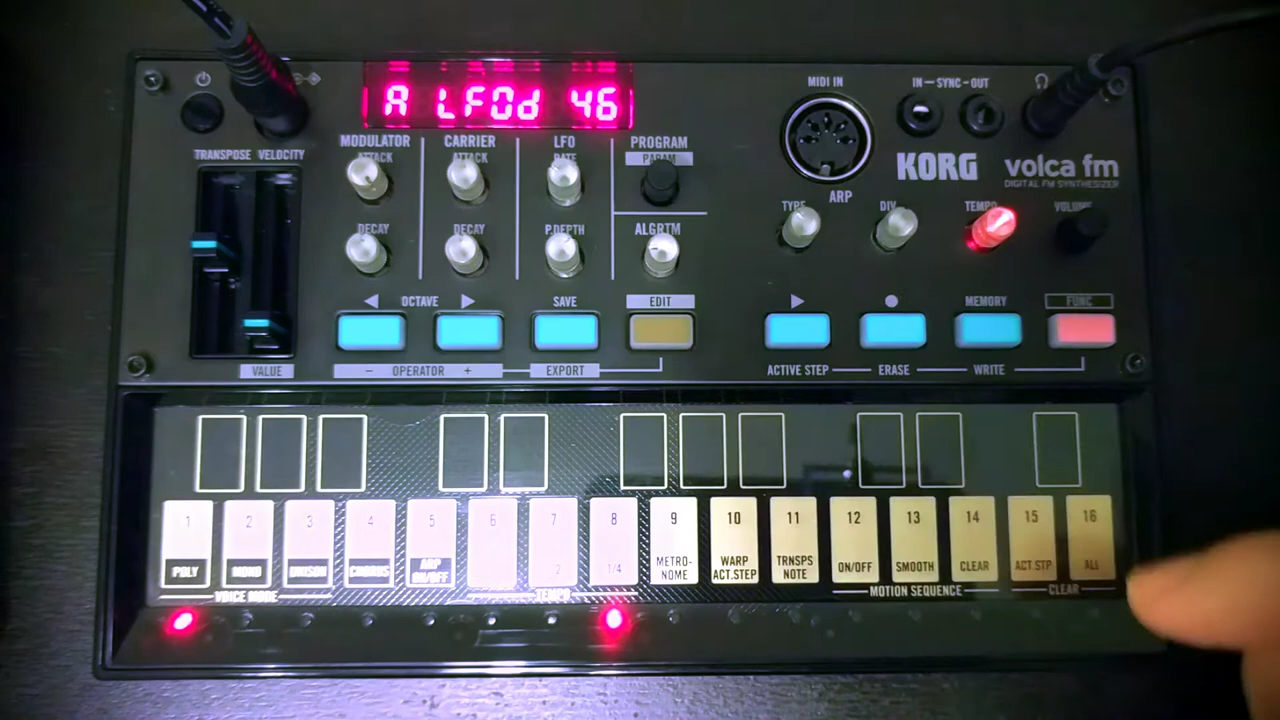 A LFOd 46
MIDI IN
IN SYNC OUT
TRANSPOSE VELOCITY
MODULATOR CARRIER LFO PROGRAM
ATTACK ATTACK RATE PARAM
KORG volca fm
DIGITAL FM SYNTHESIZER
ARP
TYPE DIV TEMPO VOLUME
DECAY DECAY P.DEPTH ALGRTM
OCTAVE SAVE EDIT
MEMORY FUNC
VALUE - OPERATOR + EXPORT
ACTIVE STEP ERASE WRITE
1 2 3 4 5 6 7 8 9 10 11 12 13 14 15 16
POLY MONO UNISON CHORUS ARP ON/OFF 1/2 1/4 METRO-NOME WARP ACT.STEP TRNSPS NOTE ON/OFF SMOOTH CLEAR ACT.STP ALL
VOICE MODE TEMPO MOTION SEQUENCE CLEAR